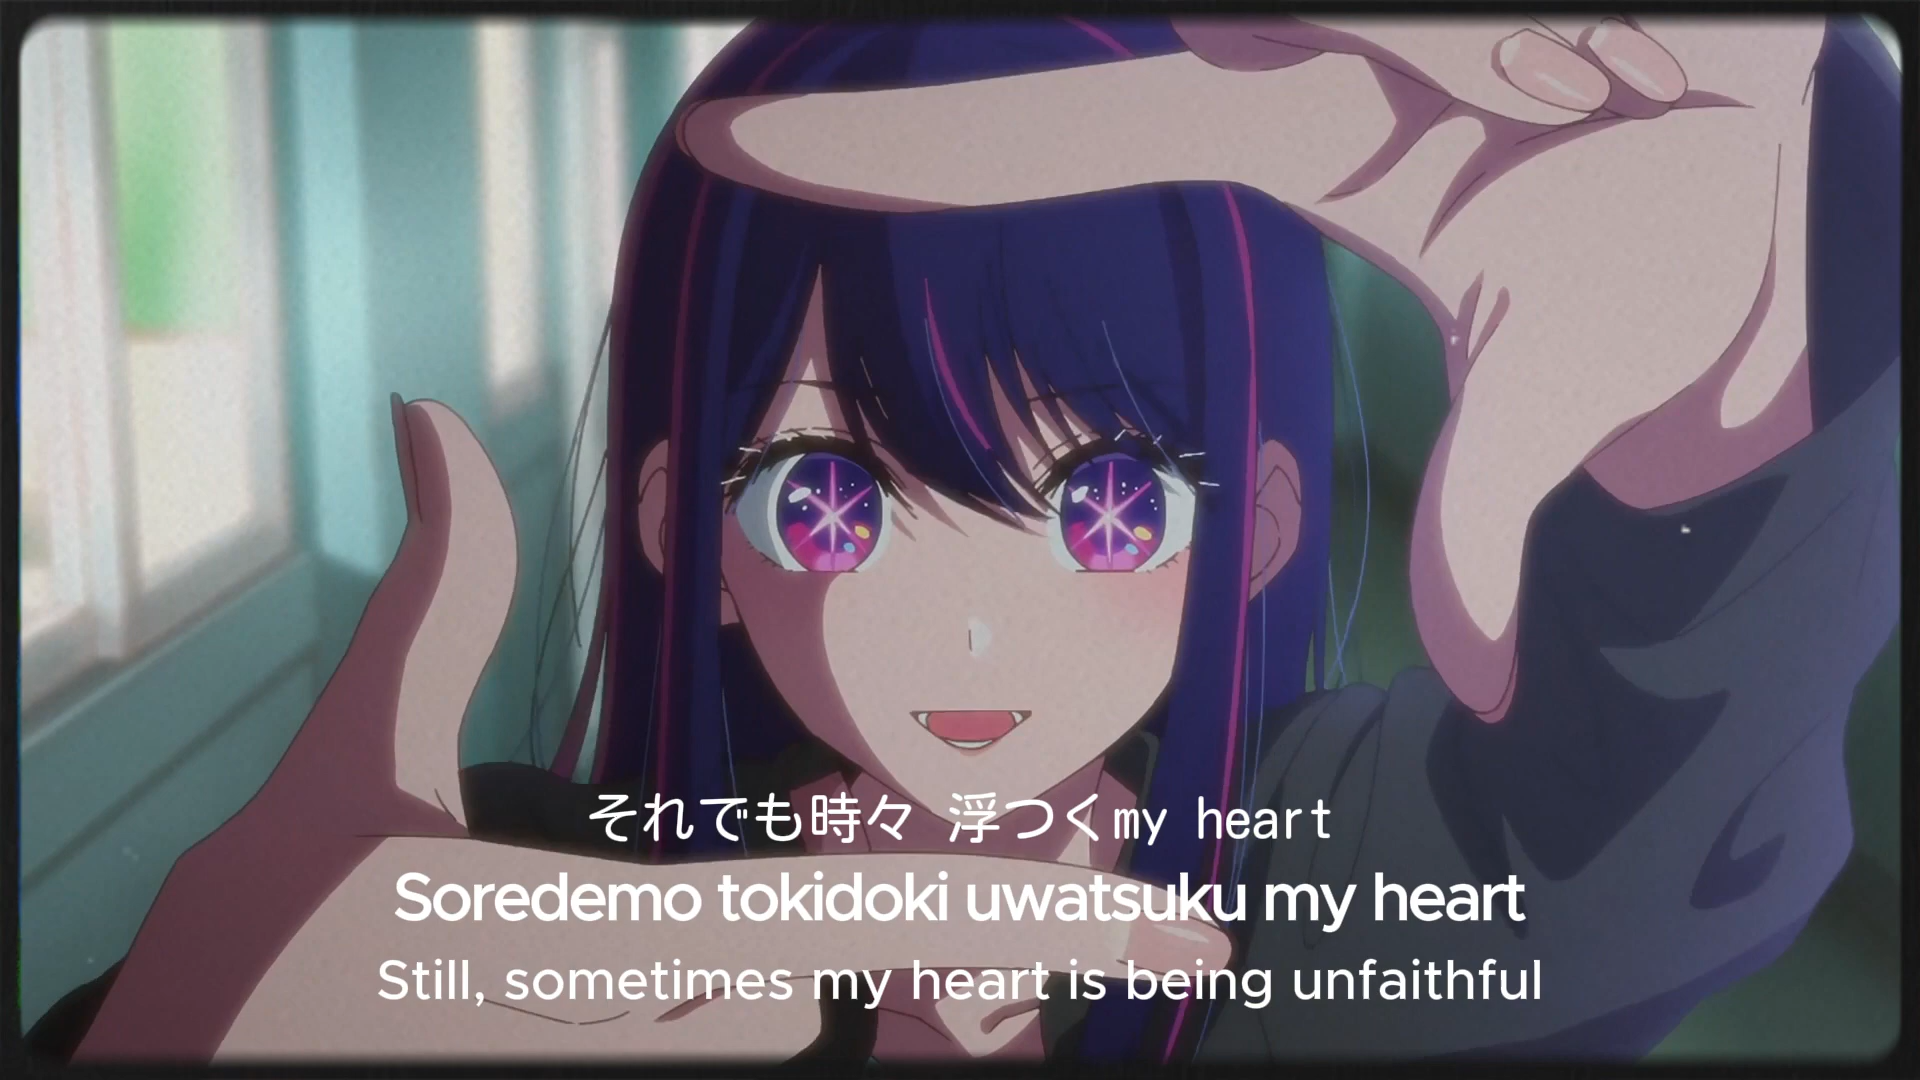 それでも時々 浮つくmy heart
Soredemo tokidoki uwatsuku my heart
Still, sometimes my heart is being unfaithful